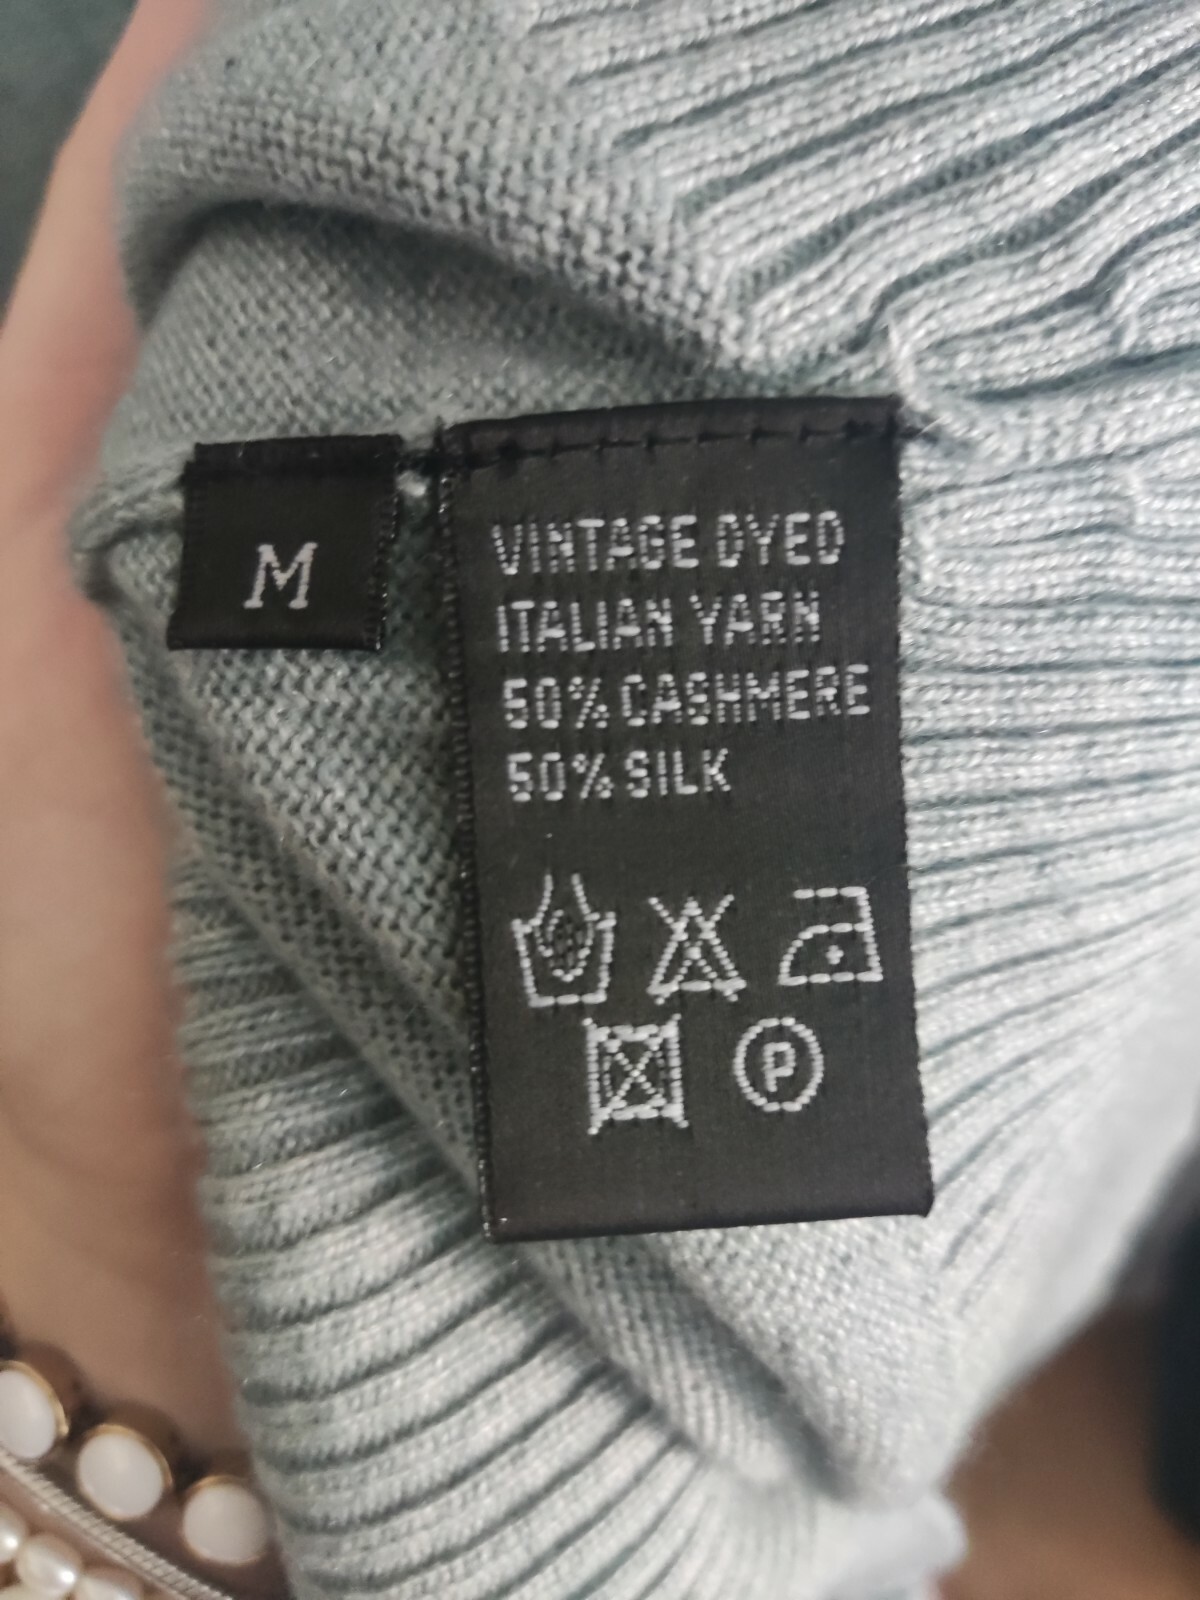 M
VINTAGE DYED
ITALIAN YARN
50% CASHMERE
50% SILK
P